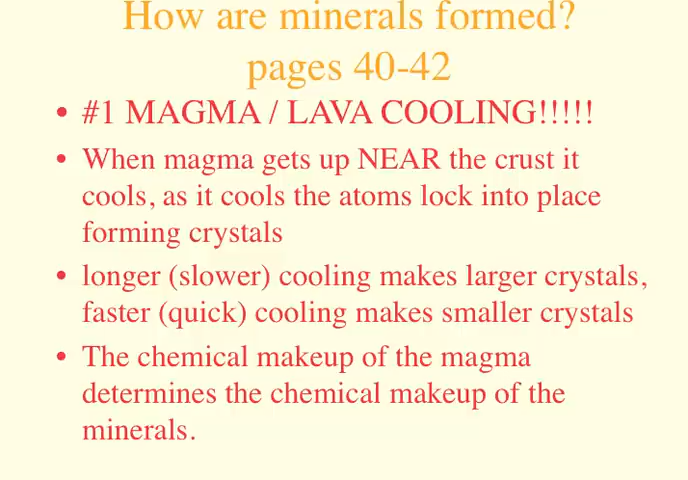 How are minerals formed?
pages 40-42
• #1 MAGMA / LAVA COOLING!!!!!
• When magma gets up NEAR the crust it
cools, as it cools the atoms lock into place
forming crystals
• longer (slower) cooling makes larger crystals,
faster (quick) cooling makes smaller crystals
• The chemical makeup of the magma
determines the chemical makeup of the
minerals.